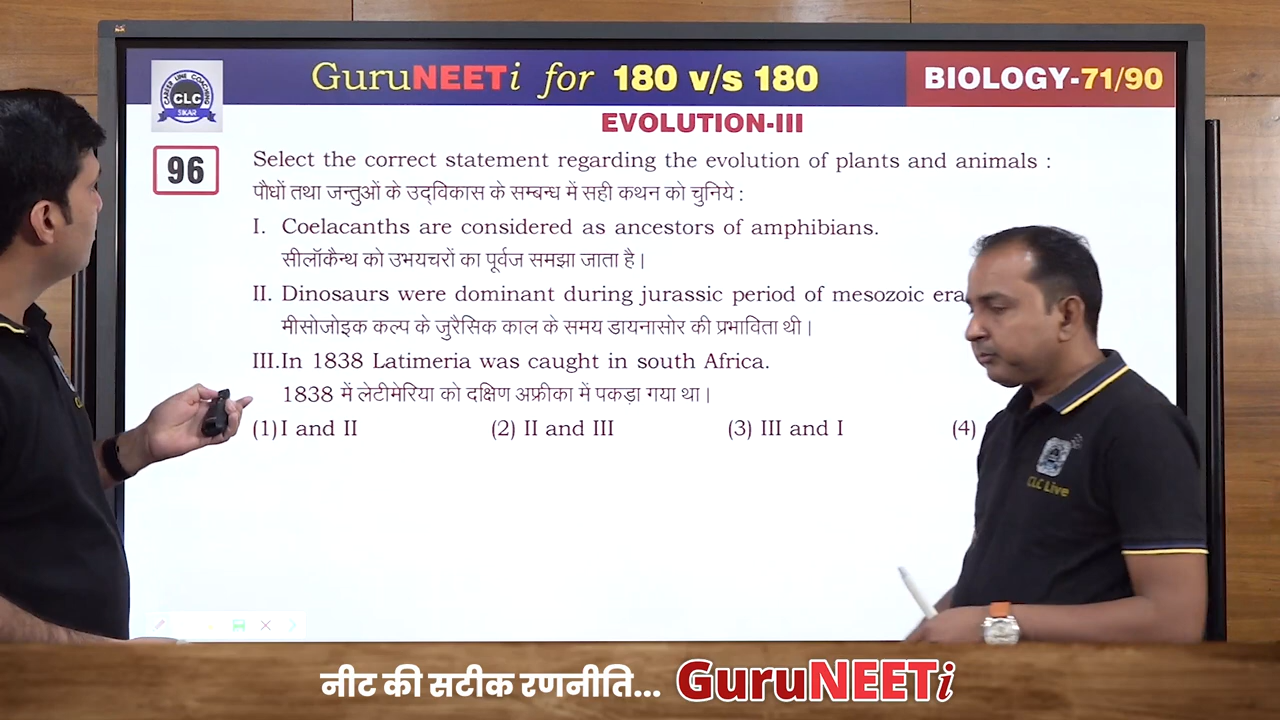 GuruNEETi for 180 v/s 180
BIOLOGY-71/90
CAREER LINE COACHING
CLC
SIKAR
EVOLUTION-III
96
Select the correct statement regarding the evolution of plants and animals :
पौघों तथा जन्तुओं के उद्‌विकास के सम्बन्ध में सही कथन को चुनिये :
I. Coelacanths are considered as ancestors of amphibians.
सीलॉकैन्थ को उभयचरों का पूर्वज समझा जाता है।
II. Dinosaurs were dominant during jurassic period of mesozoic era
मीसोजोइक कल्प के जुरैसिक काल के समय डायनासोर की प्रभाविता थी।
III.In 1838 Latimeria was caught in south Africa.
1838 में लेटीमेरिया को दक्षिण अफ्रीका में पकड़ा गया था।
(1) I and II (2) II and III (3) III and I (4)
CLC Live
नीट की सटीक रणनीति... GuruNEETi